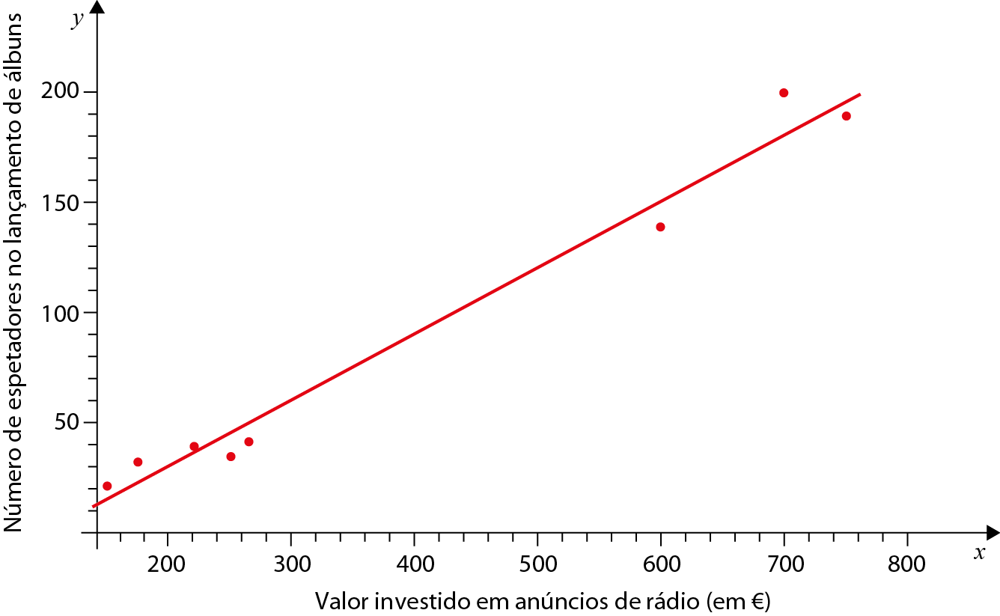 y
Número de espetadores no lançamento de álbuns
200
150
100
50
200 300 400 500 600 700 800
x
Valor investido em anúncios de rádio (em €)